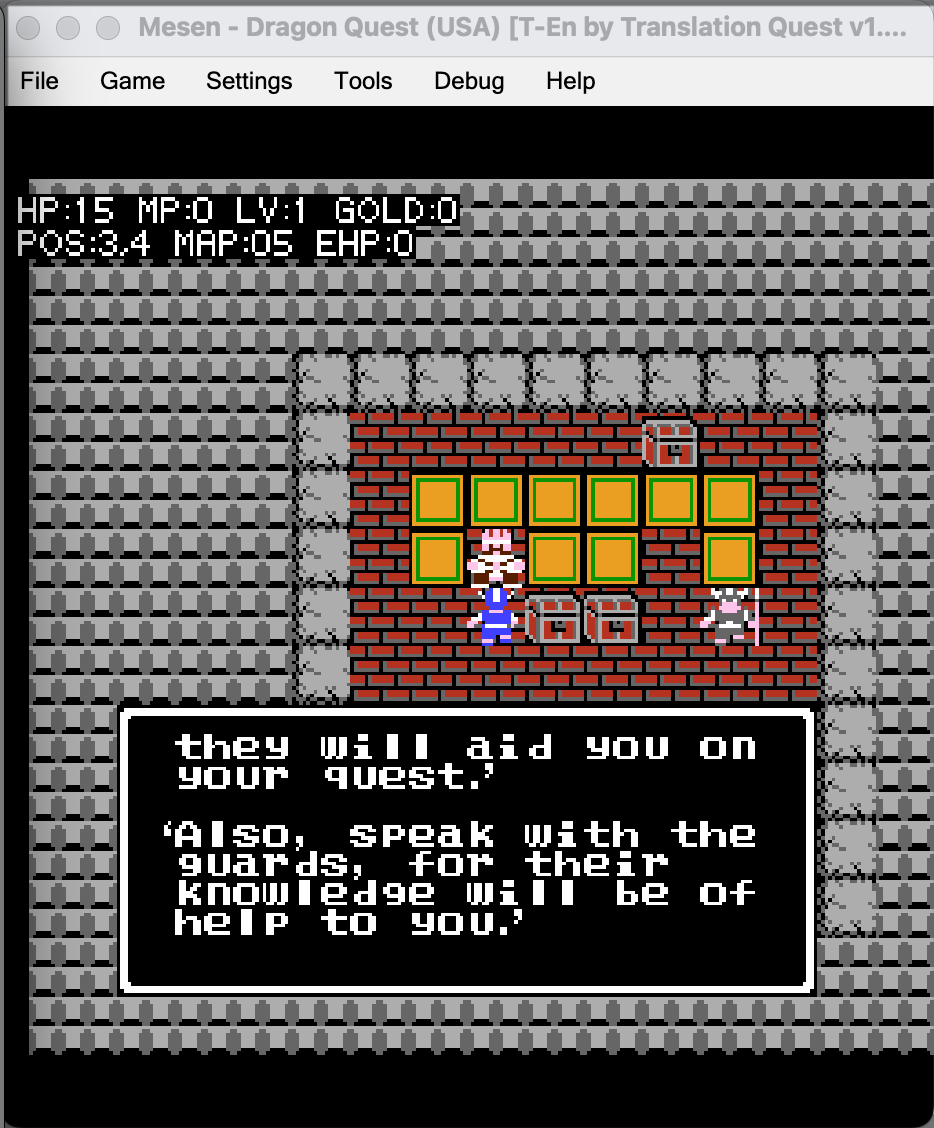 Mesen - Dragon Quest (USA) [T-En by Translation Quest v1....
File Game Settings Tools Debug Help
HP:15 MP:0 LV:1 GOLD:0
POS:3,4 MAP:05 EHP:0
they will aid you on
your quest.’
‘Also, speak with the
guards, for their
knowledge will be of
help to you.’